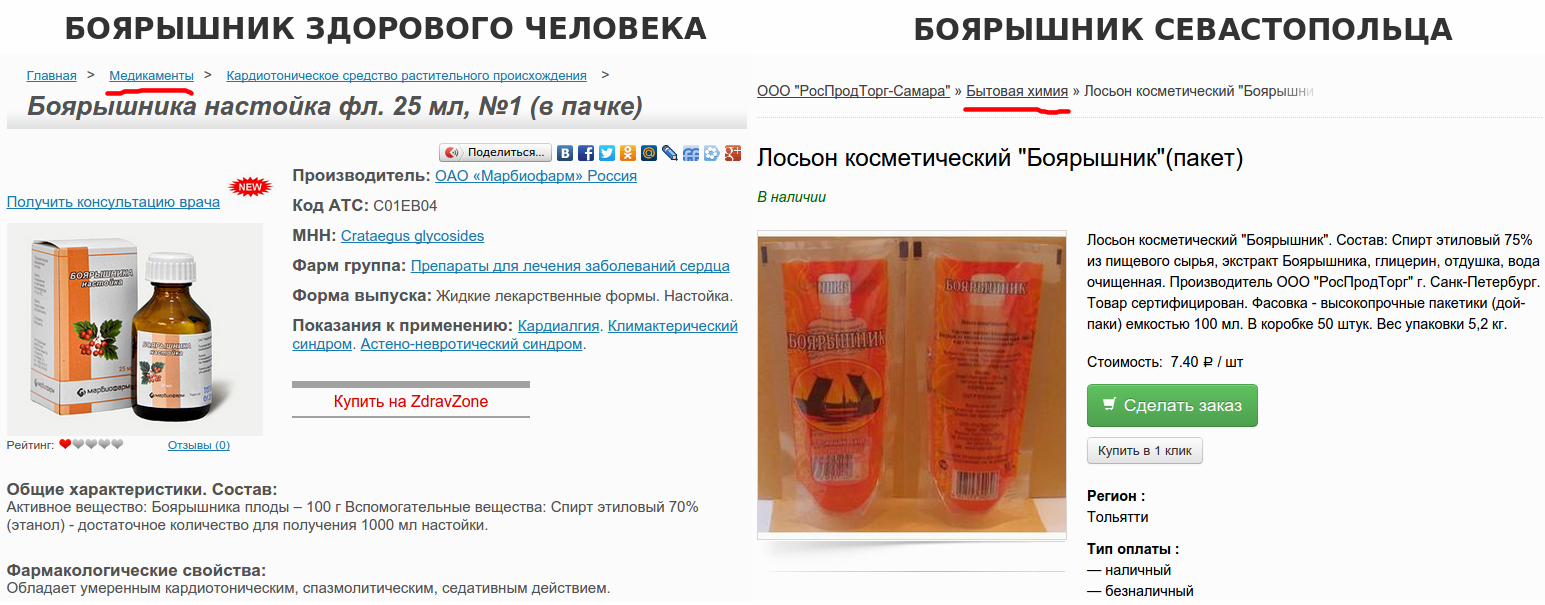 БОЯРЫШНИК ЗДОРОВОГО ЧЕЛОВЕКА
Главная > Медикаменты > Кардиотоническое средство растительного происхождения >
Боярышника настойка фл. 25 мл, №1 (в пачке)
Поделиться...
NEW
Получить консультацию врача
БОЯРЫШНИКА
настойка
25 мл
марбиофарм
БОЯРЫШНИКА
настойка
марбиофарм
Рейтинг:
Отзывы (0)
Производитель: ОАО «Марбиофарм» Россия
Код АТС: C01EB04
МНН: Crataegus glycosides
Фарм группа: Препараты для лечения заболеваний сердца
Форма выпуска: Жидкие лекарственные формы. Настойка.
Показания к применению: Кардиалгия. Климактерический
синдром. Астено-невротический синдром.
Купить на ZdravZone
Общие характеристики. Состав:
Активное вещество: Боярышника плоды – 100 г Вспомогательные вещества: Спирт этиловый 70%
(этанол) - достаточное количество для получения 1000 мл настойки.
Фармакологические свойства:
Обладает умеренным кардиотоническим, спазмолитическим, седативным действием.
БОЯРЫШНИК СЕВАСТОПОЛЬЦА
ООО "РосПродТорг-Самара" » Бытовая химия » Лосьон косметический "Боярышни
Лосьон косметический "Боярышник"(пакет)
В наличии
БОЯРЫШНИК
БОЯРЫШНИК
Лосьон косметический "Боярышник". Состав: Спирт этиловый 75%
из пищевого сырья, экстракт Боярышника, глицерин, отдушка, вода
очищенная. Производитель ООО "РосПродТорг" г. Санк-Петербург.
Товар сертифицирован. Фасовка - высокопрочные пакетики (дой-
паки) емкостью 100 мл. В коробке 50 штук. Вес упаковки 5,2 кг.
Стоимость: 7.40 ₽ / шт
Сделать заказ
Купить в 1 клик
Регион :
Тольятти
Тип оплаты :
— наличный
— безналичный